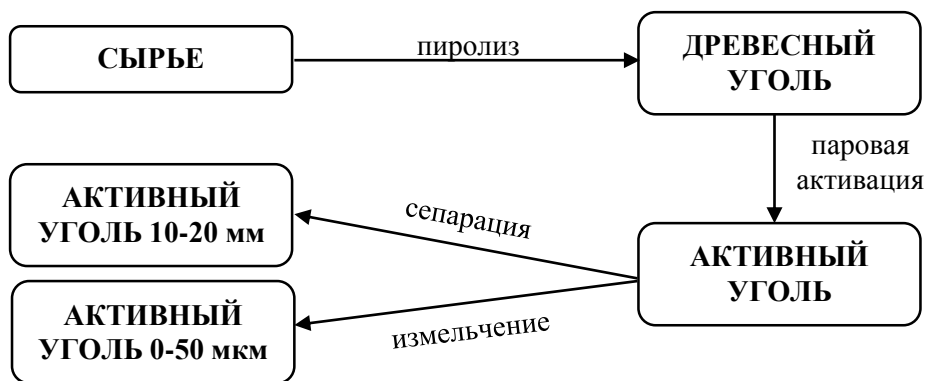 СЫРЬЕ
пиролиз
ДРЕВЕСНЫЙ
УГОЛЬ
паровая
активация
АКТИВНЫЙ
УГОЛЬ
сепарация
АКТИВНЫЙ
УГОЛЬ 10-20 мм
измельчение
АКТИВНЫЙ
УГОЛЬ 0-50 мкм